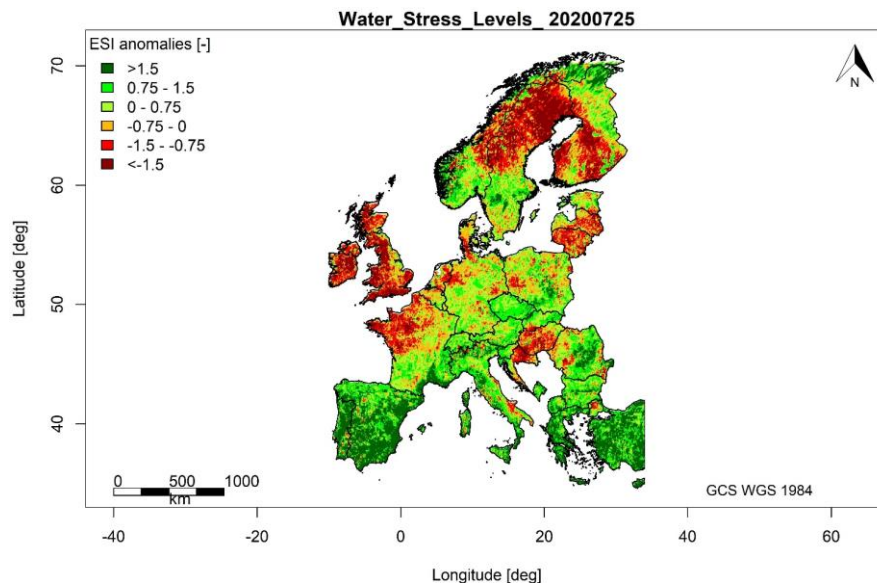 Water_Stress_Levels_ 20200725
ESI anomalies [-]
>1.5
0.75 - 1.5
0 - 0.75
-0.75 - 0
-1.5 - -0.75
<-1.5
N
70
60
50
40
Latitude [deg]
0 500 1000
km
GCS WGS 1984
-40 -20 0 20 40 60
Longitude [deg]